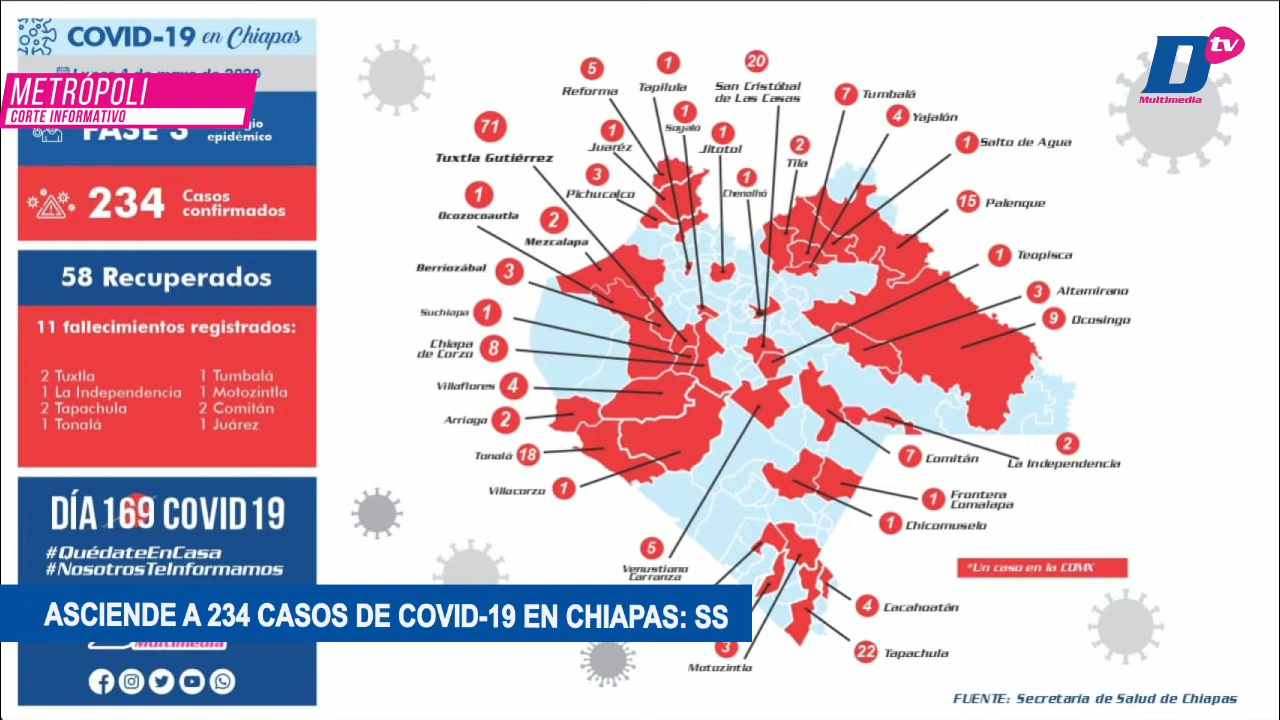 COVID-19 en Chiapas
METRÓPOLI
CORTE INFORMATIVO
FASE 3
epidémico
234 Casos confirmados
58 Recuperados
11 fallecimientos registrados:
2 Tuxtla
1 La Independencia
2 Tapachula
1 Tonalá
1 Tumbalá
1 Motozintla
2 Comitán
1 Juárez
DÍA 169 COVID19
#QuédateEnCasa
#NosotrosTeInformamos
ASCIENDE A 234 CASOS DE COVID-19 EN CHIAPAS: SS
Multimedia
D tv
Multimedia
5 Reforma
1 Tapilula
20 San Cristóbal
de Las Casas
7 Tumbalá
4 Yajalón
1 Salto de Agua
71 Tuxtla Gutiérrez
1 Juaréz
1 Soyaló
1 Jitotol
2 Tila
3 Pichucalco
1 Chenalhó
15 Palenque
1 Ocozocoautla
2 Mezcalapa
1 Teopisca
Berriozábal 3
3 Altamirano
Suchiapa 1
9 Ocosingo
Chiapa
de Corzo 8
Villaflores 4
Arriaga 2
Tonalá 18
Villacorzo 1
7 Comitán
2 La Independencia
1 Frontera
Comalapa
1 Chicomuselo
5 Venustiano
Carranza
*Un caso en la CDMX
4 Cacahoatán
22 Tapachula
3 Motozintla
FUENTE: Secretaría de Salud de Chiapas